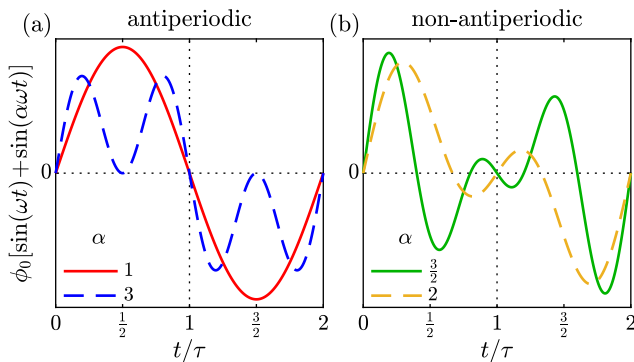 (a) antiperiodic
(b) non-antiperiodic
ϕ₀[sin(ωt)+sin(αωt)]
0
α
1
3
0 1/2 1 3/2 2
t/τ
0
α
3/2
2
0 1/2 1 3/2 2
t/τ